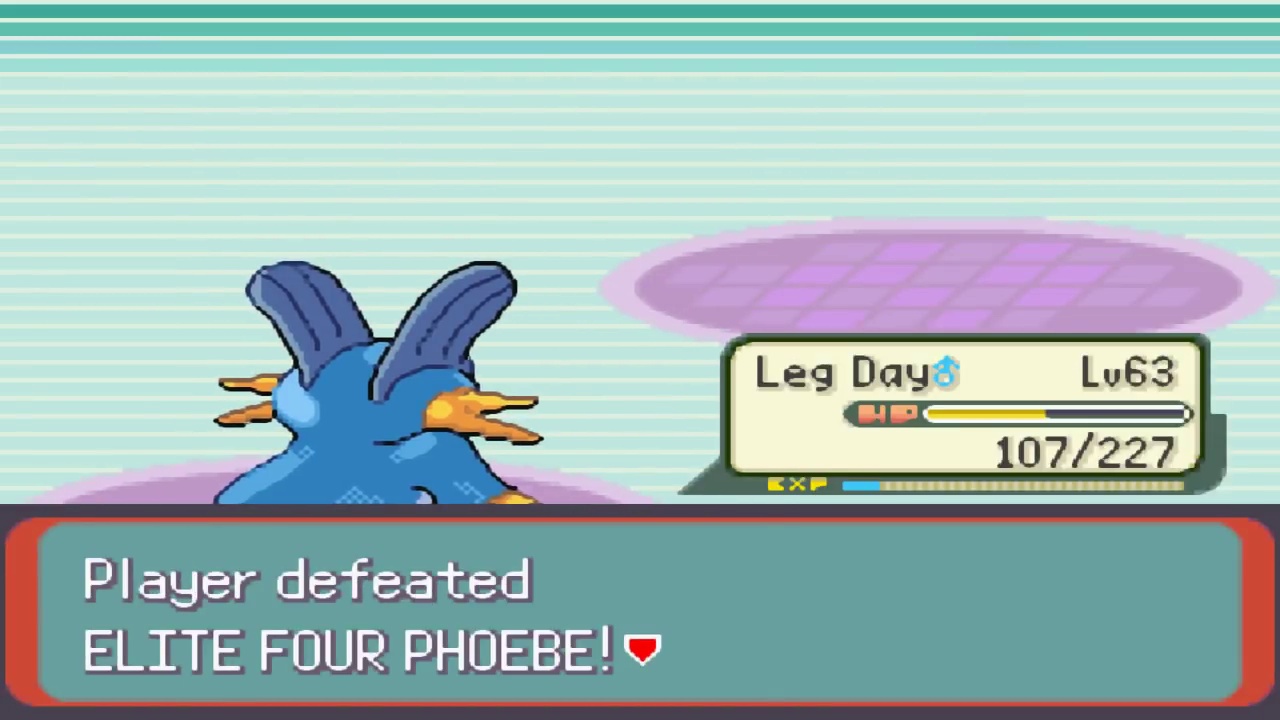 Leg Day♂ Lv63
HP
107/227
EXP
Player defeated
ELITE FOUR PHOEBE!